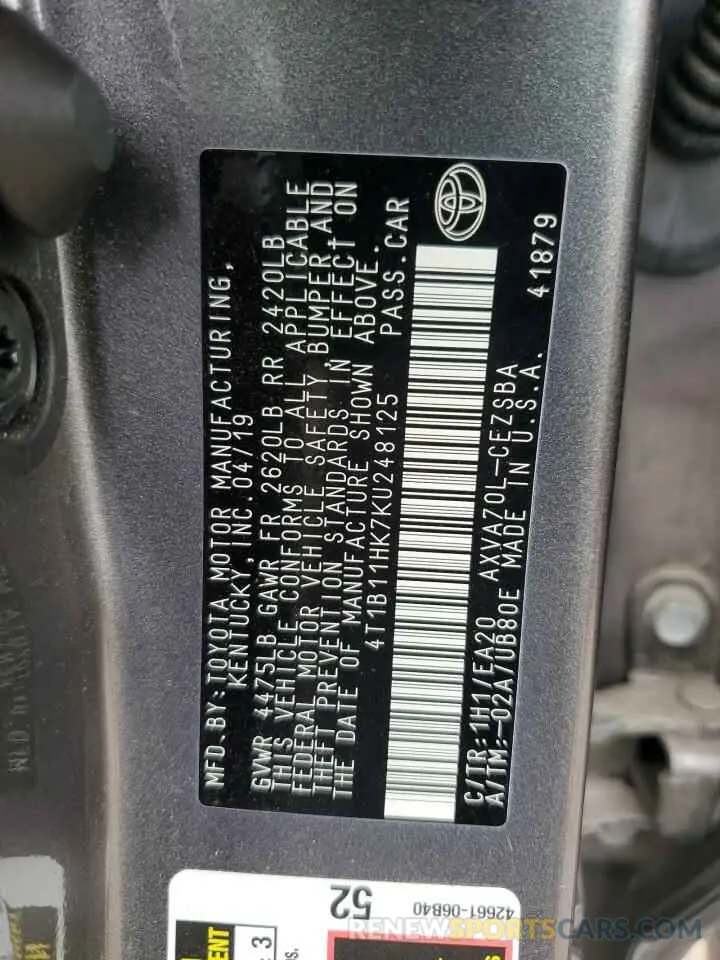 MFD. BY: TOYOTA MOTOR MANUFACTURING,
KENTUCKY, INC. 04/19
GVWR 4475LB GAWR FR 2620LB RR 2420LB
THIS VEHICLE CONFORMS TO ALL APPLICABLE
FEDERAL MOTOR VEHICLE SAFETY, BUMPER, AND
THEFT PREVENTION STANDARDS IN EFFECT ON
THE DATE OF MANUFACTURE SHOWN ABOVE.
4T1B11HK7KU248125 PASS. CAR
C/TR: 1H1/EA20 AXVA70L-CEZSBA 41879
A/TM: -02A/UB80E MADE IN U.S.A.
52
42661-06B40
: 3
RENEWSPORTSCARS.COM